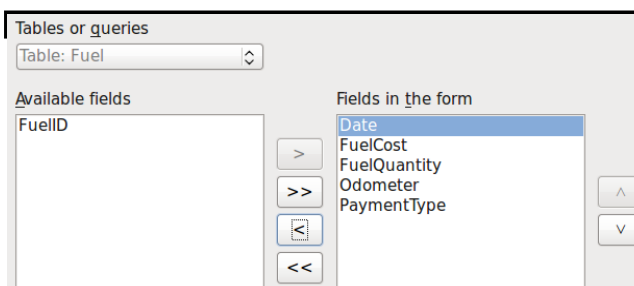 Tables or queries
Table: Fuel
Available fields
Fields in the form
FuelID
Date
FuelCost
FuelQuantity
Odometer
PaymentType
>
>>
<
<<
^
v